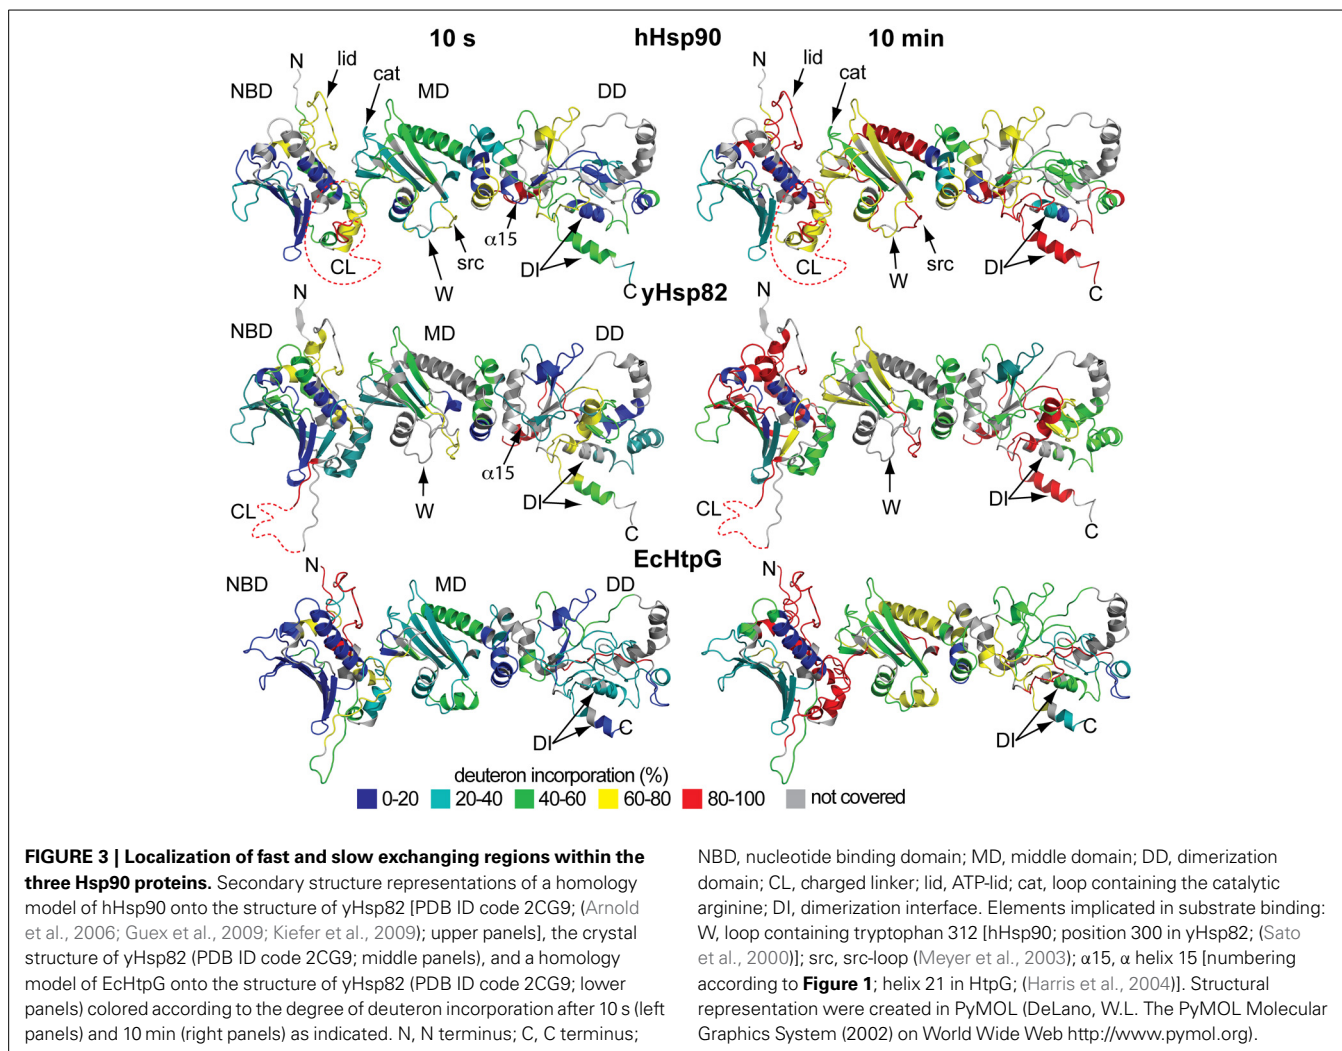 10 s
hHsp90
10 min
N
lid
cat
NBD
MD
DD
CL
W
src
α15
DI
C
N
lid
cat
CL
W
src
DI
C
yHsp82
N
NBD
MD
DD
CL
W
α15
DI
C
N
CL
W
DI
C
EcHtpG
N
NBD
MD
DD
DI
C
N
DI
C
deuteron incorporation (%)
0-20 20-40 40-60 60-80 80-100 not covered
FIGURE 3 | Localization of fast and slow exchanging regions within the
three Hsp90 proteins. Secondary structure representations of a homology
model of hHsp90 onto the structure of yHsp82 [PDB ID code 2CG9; (Arnold
et al., 2006; Guex et al., 2009; Kiefer et al., 2009); upper panels], the crystal
structure of yHsp82 (PDB ID code 2CG9; middle panels), and a homology
model of EcHtpG onto the structure of yHsp82 (PDB ID code 2CG9; lower
panels) colored according to the degree of deuteron incorporation after 10 s (left
panels) and 10 min (right panels) as indicated. N, N terminus; C, C terminus;
NBD, nucleotide binding domain; MD, middle domain; DD, dimerization
domain; CL, charged linker; lid, ATP-lid; cat, loop containing the catalytic
arginine; DI, dimerization interface. Elements implicated in substrate binding:
W, loop containing tryptophan 312 [hHsp90; position 300 in yHsp82; (Sato
et al., 2000)]; src, src-loop (Meyer et al., 2003); α15, α helix 15 [numbering
according to Figure 1; helix 21 in HtpG; (Harris et al., 2004)]. Structural
representation were created in PyMOL (DeLano, W.L. The PyMOL Molecular
Graphics System (2002) on World Wide Web http://www.pymol.org).